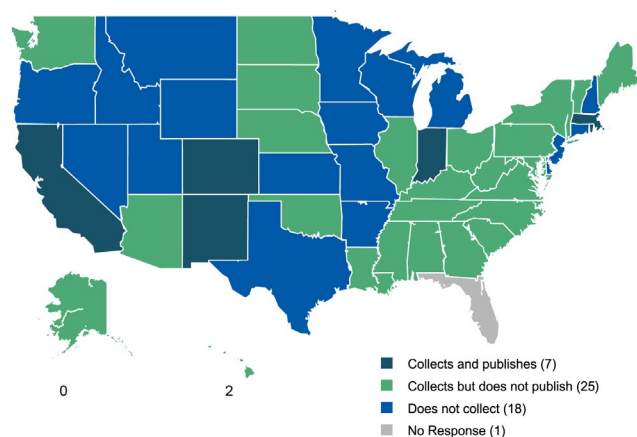 Collects and publishes (7)
Collects but does not publish (25)
0 2
Does not collect (18)
No Response (1)